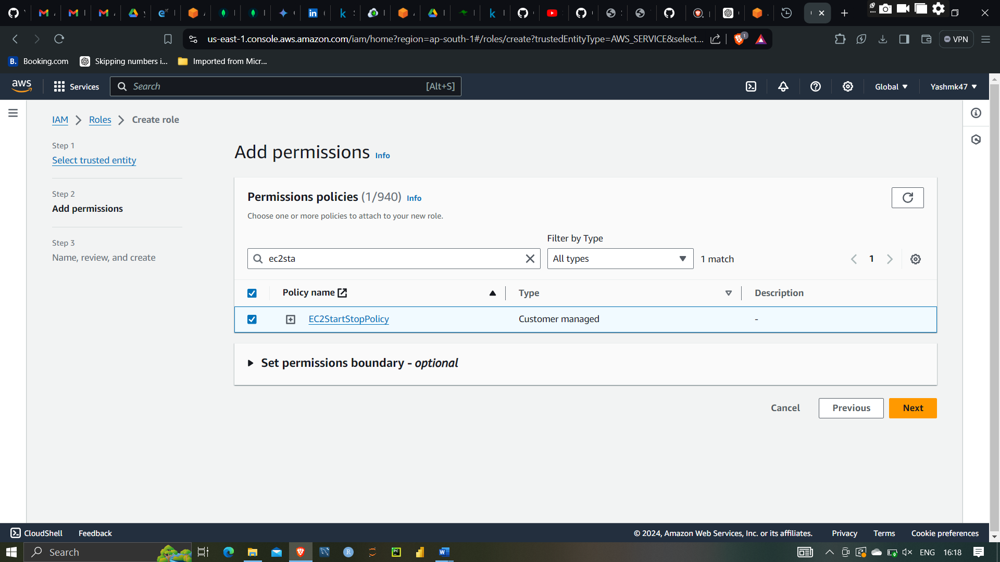 us-east-1.console.aws.amazon.com/iam/home?region=ap-south-1#/roles/create?trustedEntityType=AWS_SERVICE&select...
1
VPN
B. Booking.com
Skipping numbers i...
Imported from Micr...
aws
Services
Search
[Alt+S]
Global
Yashmk47
IAM
Roles
Create role
Step 1
Select trusted entity
Step 2
Add permissions
Step 3
Name, review, and create
Add permissions Info
Permissions policies (1/940) Info
Choose one or more policies to attach to your new role.
Filter by Type
ec2sta
All types
1 match
1
Policy name
Type
Description
EC2StartStopPolicy
Customer managed
-
Set permissions boundary - optional
Cancel
Previous
Next
CloudShell
Feedback
© 2024, Amazon Web Services, Inc. or its affiliates.
Privacy
Terms
Cookie preferences
Search
ENG
16:18